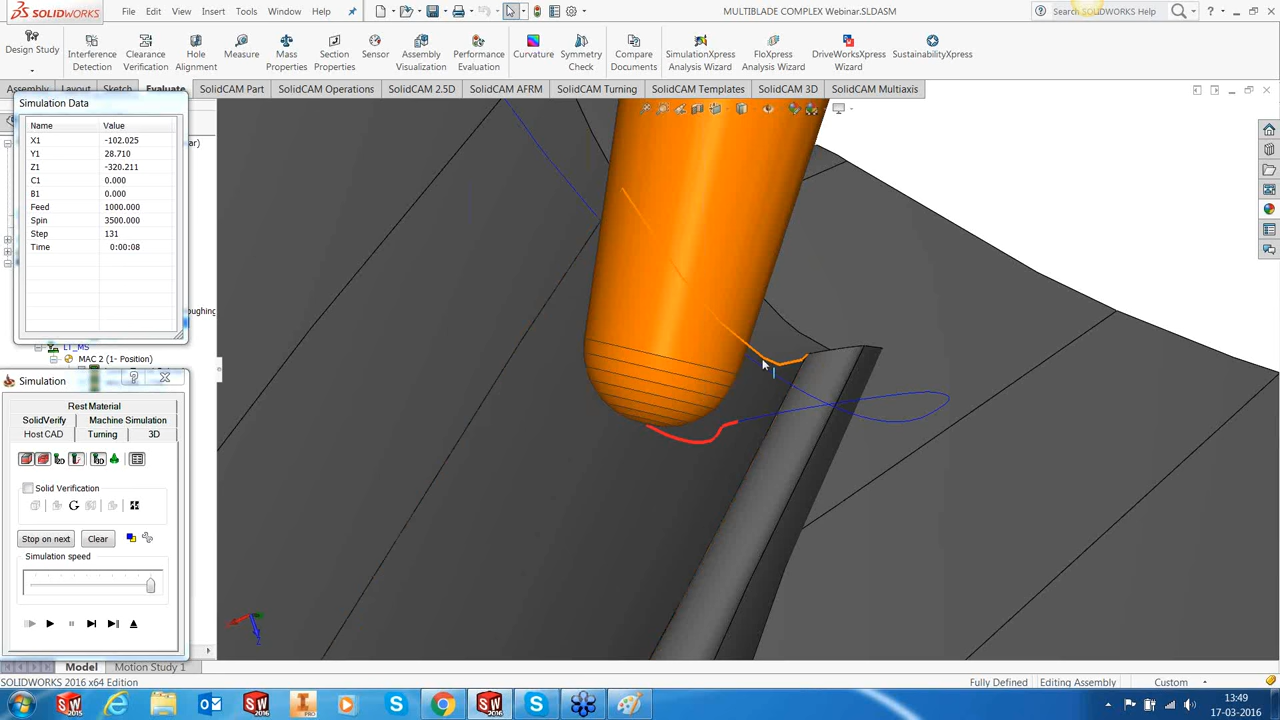 SOLIDWORKS
File Edit View Insert Tools Window Help
MULTIBLADE COMPLEX Webinar.SLDASM
Search SOLIDWORKS Help
Design Study
Interference Detection
Clearance Verification
Hole Alignment
Measure
Mass Properties
Section Properties
Sensor
Assembly Visualization
Performance Evaluation
Curvature
Symmetry Check
Compare Documents
SimulationXpress Analysis Wizard
FloXpress Analysis Wizard
DriveWorksXpress Wizard
SustainabilityXpress
Assembly Layout Sketch Evaluate SolidCAM Part SolidCAM Operations SolidCAM 2.5D SolidCAM AFRM SolidCAM Turning SolidCAM Templates SolidCAM 3D SolidCAM Multiaxis
Simulation Data
Name Value
X1 -102.025
Y1 28.710
Z1 -320.211
C1 0.000
B1 0.000
Feed 1000.000
Spin 3500.000
Step 131
Time 0:00:08
ar)
oughing
LT_MS
MAC 2 (1- Position)
Simulation
Rest Material
SolidVerify Machine Simulation
Host CAD Turning 3D
Solid Verification
Stop on next Clear
Simulation speed
Model Motion Study 1
SOLIDWORKS 2016 x64 Edition
Fully Defined Editing Assembly Custom
13:49
17-03-2016